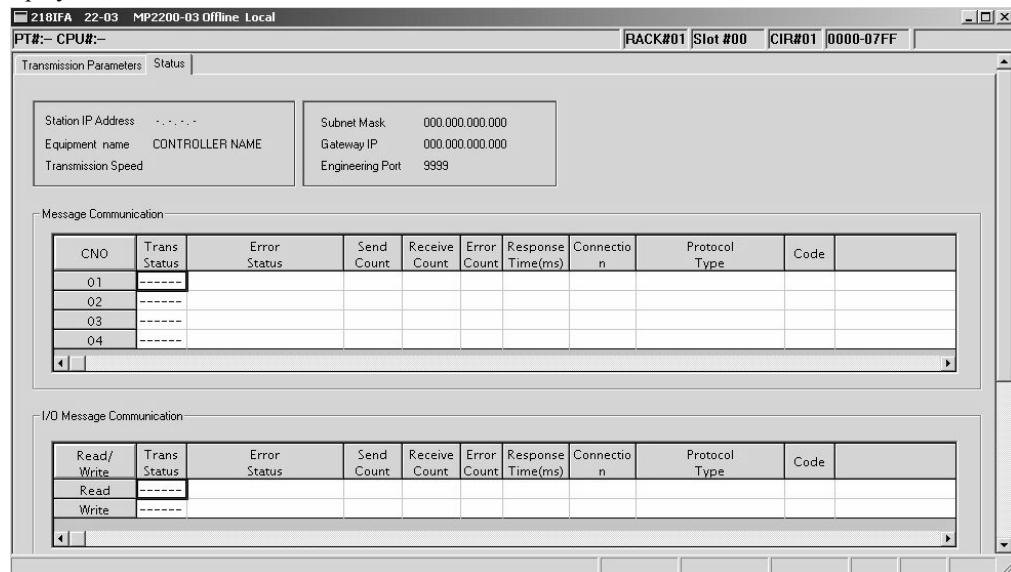 218IFA 22-03 MP2200-03 Offline Local
PT#:– CPU#:– RACK#01 Slot #00 CIR#01 0000-07FF
Transmission Parameters Status
Station IP Address - . - . - . -
Equipment name CONTROLLER NAME
Transmission Speed
Subnet Mask 000.000.000.000
Gateway IP 000.000.000.000
Engineering Port 9999
Message Communication
CNO Trans Status Error Status Send Count Receive Count Error Count Response Time(ms) Connectio n Protocol Type Code
01 ------
02 ------
03 ------
04 ------
I/O Message Communication
Read/ Write Trans Status Error Status Send Count Receive Count Error Count Response Time(ms) Connectio n Protocol Type Code
Read ------
Write ------